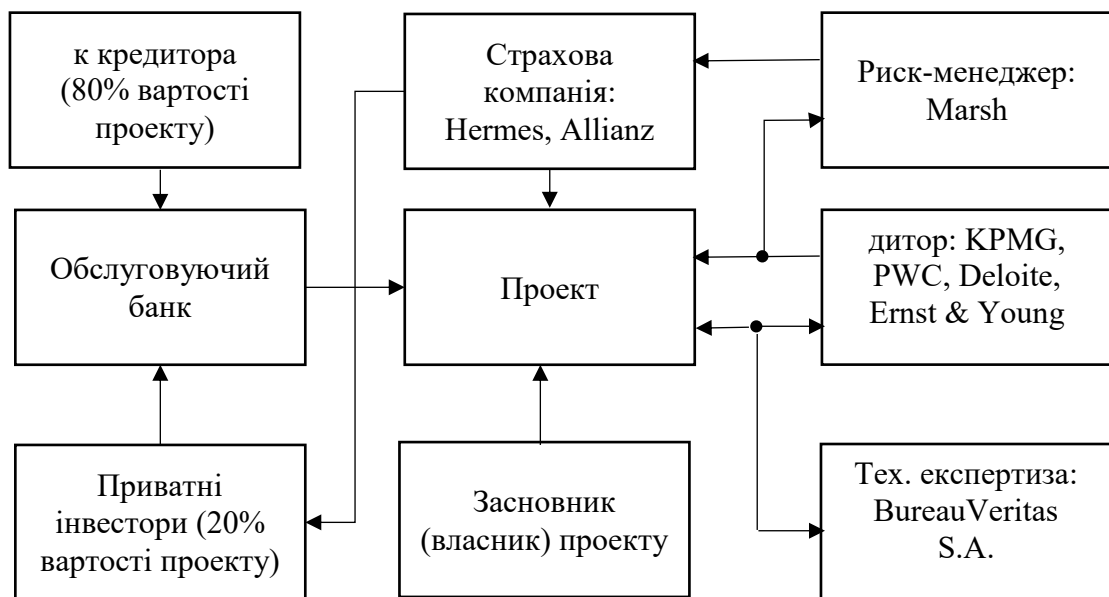 к кредитора
(80% вартості
проекту)
Страхова
компанія:
Hermes, Allianz
Риск-менеджер:
Marsh
Обслуговуючий
банк
Проект
дитор: KPMG,
PWC, Deloite,
Ernst & Young
Приватні
інвестори (20%
вартості проекту)
Засновник
(власник) проекту
Тех. експертиза:
BureauVeritas
S.A.